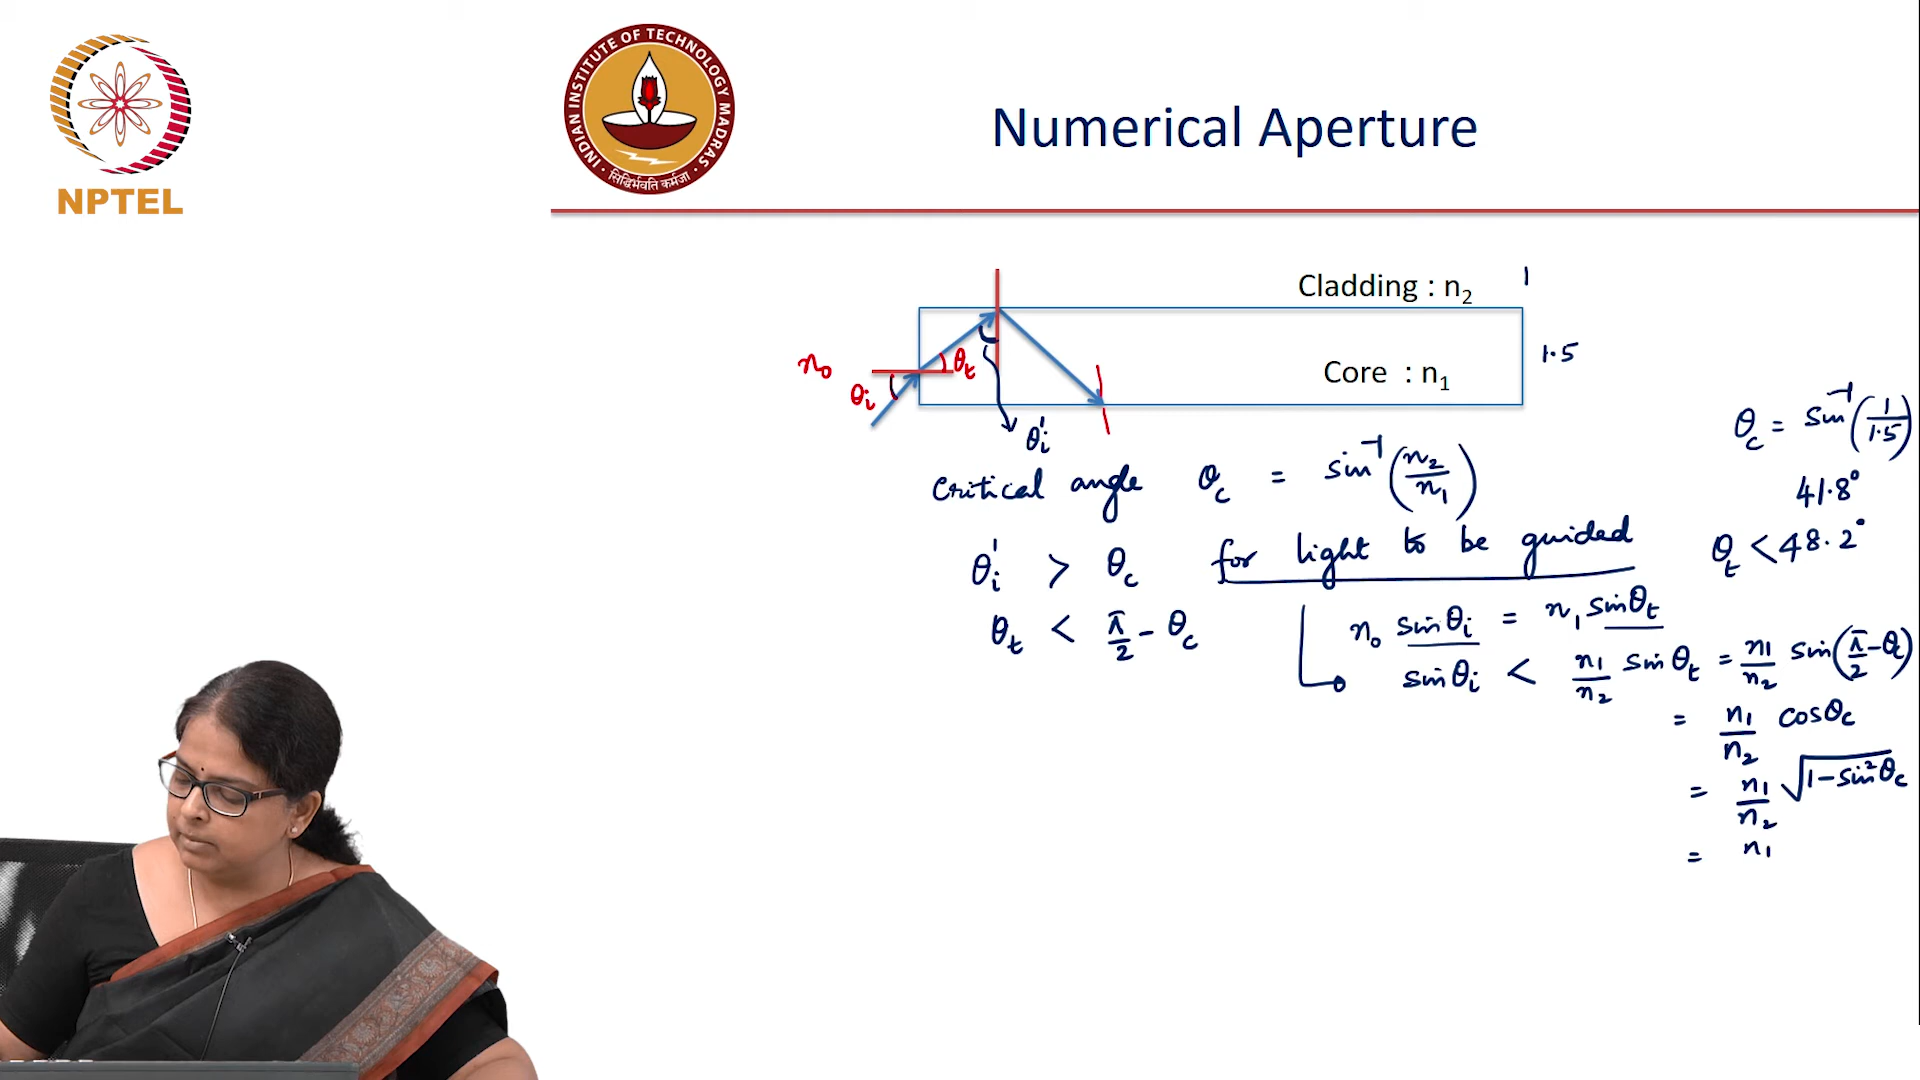 NPTEL
INDIAN INSTITUTE OF TECHNOLOGY MADRAS
सिद्धिर्भवति कर्मजा
Numerical Aperture
Cladding : n₂
1
Core : n₁
1.5
n₀
θᵢ
θₜ
θᵢ'
Critical angle θc = sin⁻¹(n₂/n₁)
θᵢ' > θc for light to be guided
θₜ < π/2 - θc
θc = sin⁻¹(1/1.5)
41.8°
θₜ < 48.2°
n₀ sinθᵢ = n₁ sinθₜ
sinθᵢ < n₁/n₂ sinθₜ = n₁/n₂ sin(π/2-θc)
= n₁/n₂ cosθc
= n₁/n₂ √1-sin²θc
= n₁